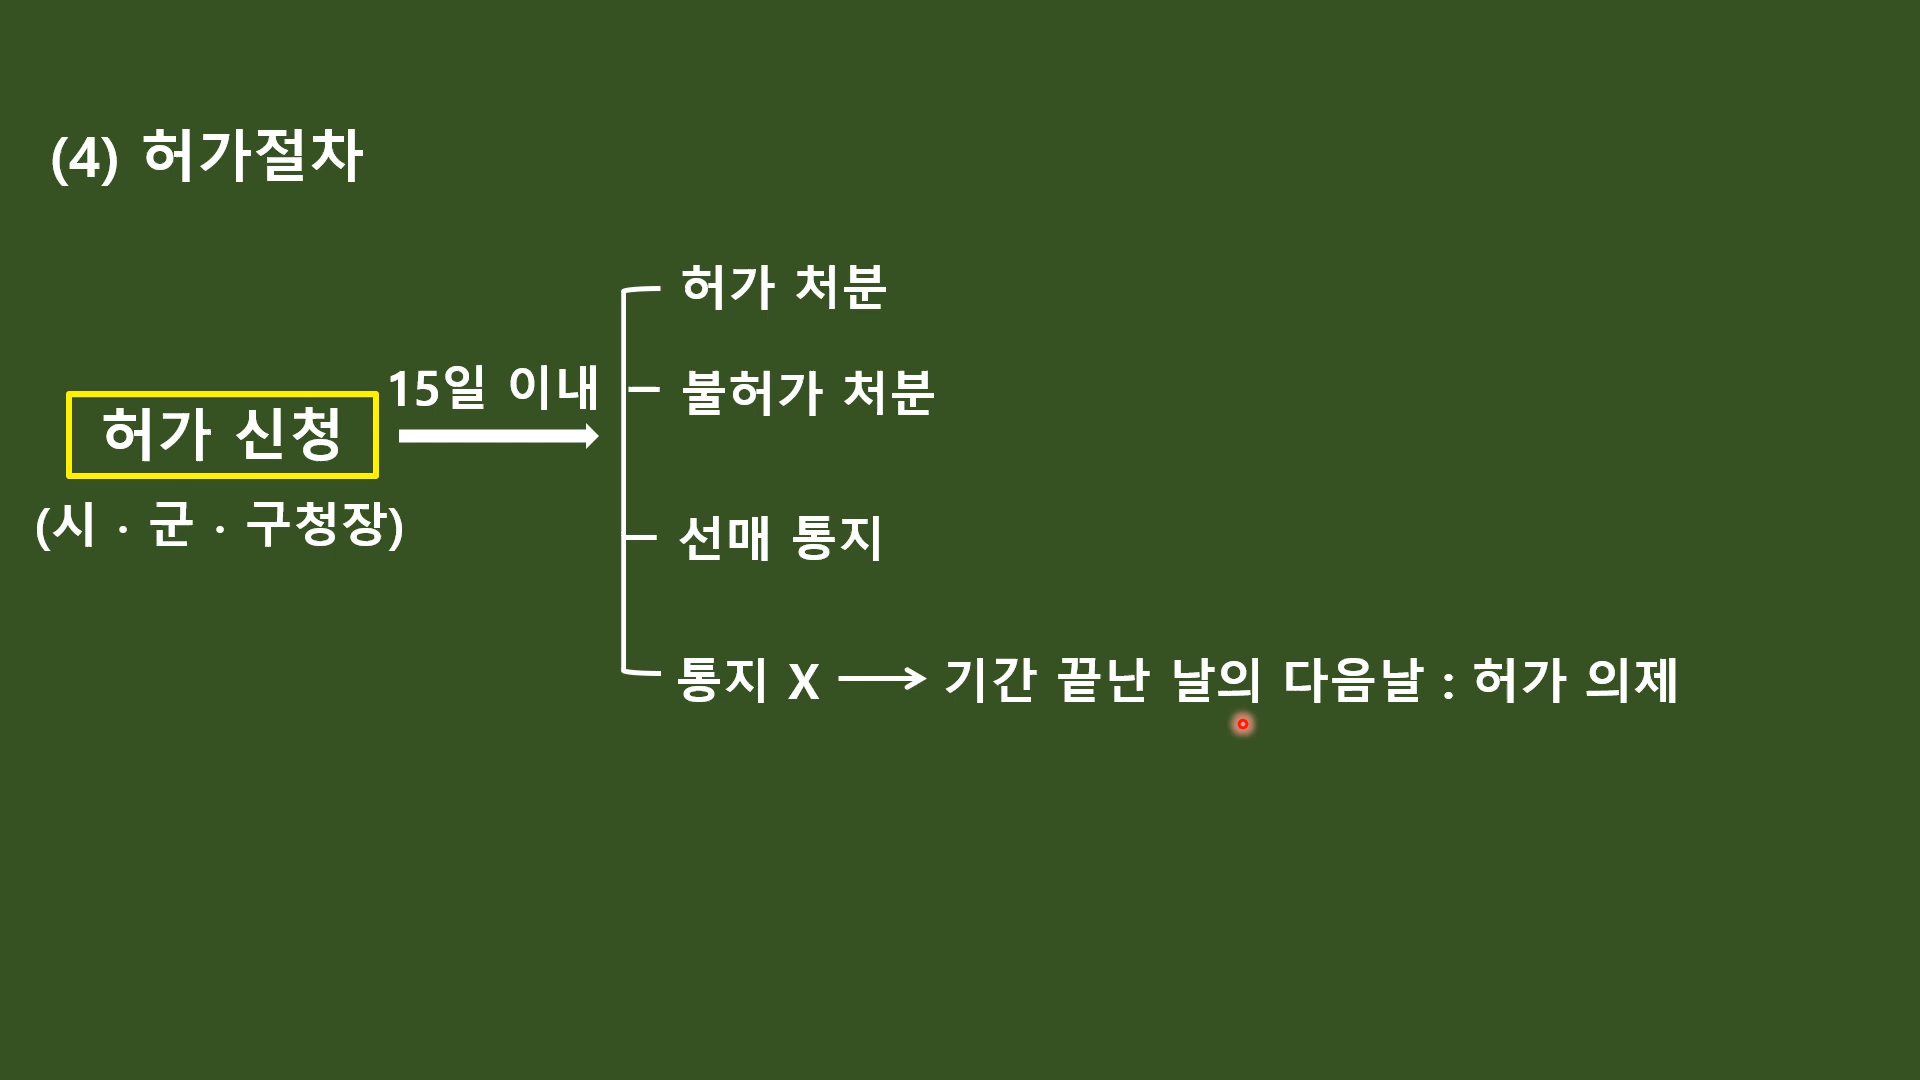 (4) 허가절차
허가 처분
15일 이내
불허가 처분
허가 신청
(시 · 군 · 구청장)
선매 통지
통지 X → 기간 끝난 날의 다음날 : 허가 의제